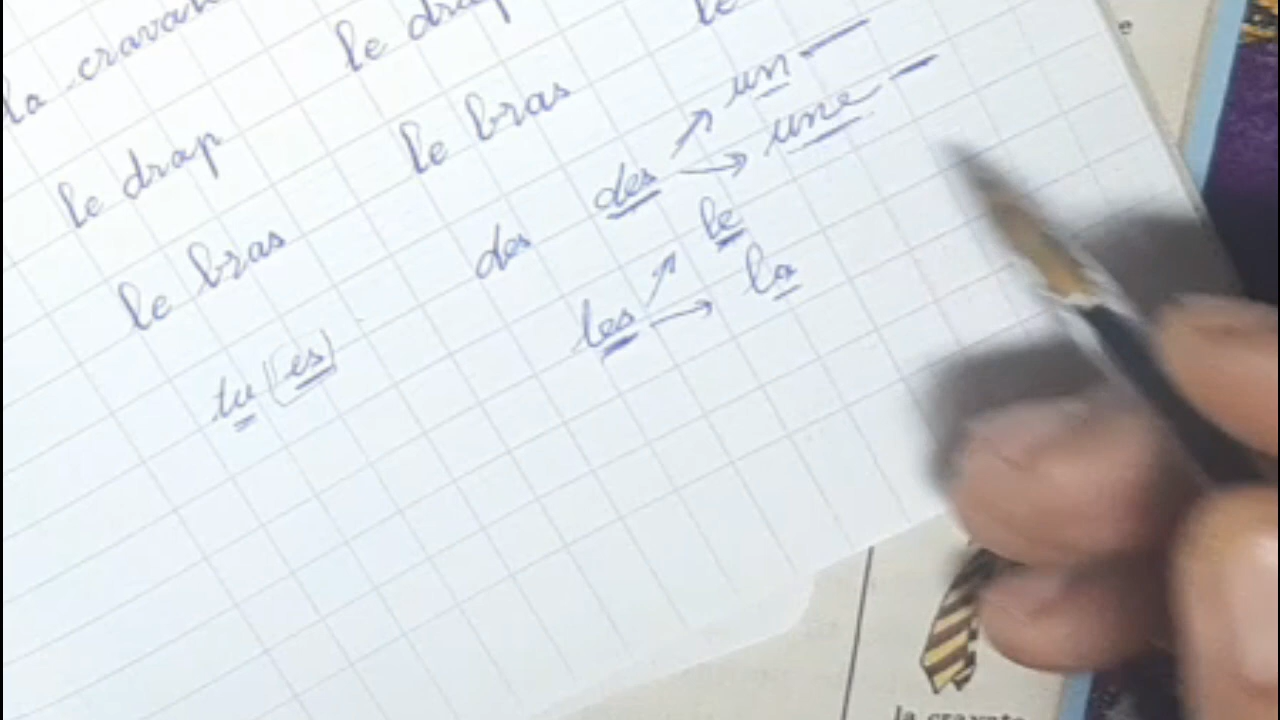 la cravate
le drap
le
le drap
le bras
un
une
le bras
des
des
le
la
les
tu es
e
la cravate